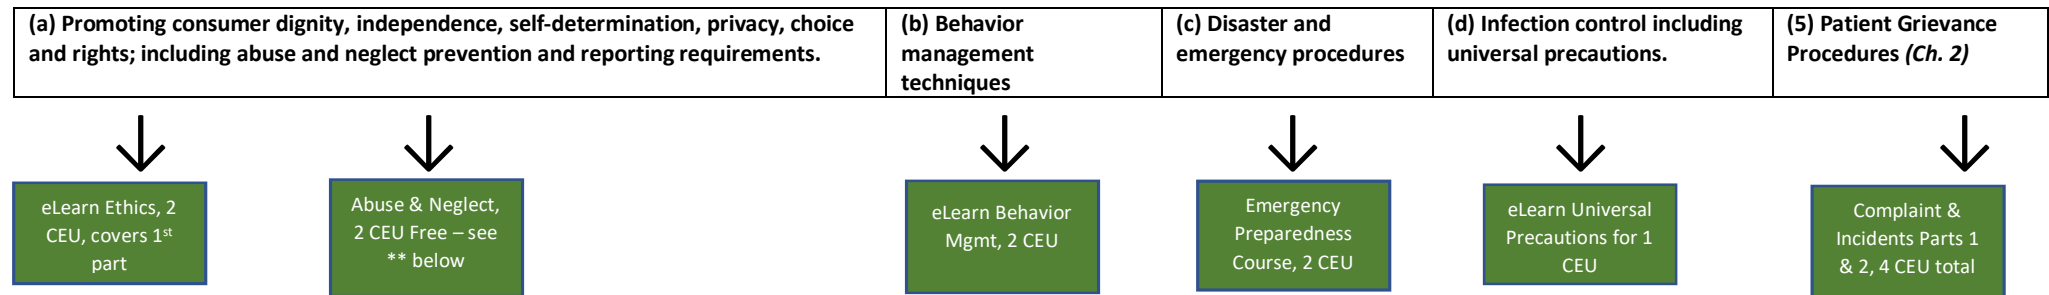 (a) Promoting consumer dignity, independence, self-determination, privacy, choice
and rights; including abuse and neglect prevention and reporting requirements.
(b) Behavior
management
techniques
(c) Disaster and
emergency procedures
(d) Infection control including
universal precautions.
(5) Patient Grievance
Procedures (Ch. 2)
eLearn Ethics, 2
CEU, covers 1st
part
Abuse & Neglect,
2 CEU Free – see
** below
eLearn Behavior
Mgmt, 2 CEU
Emergency
Preparedness
Course, 2 CEU
eLearn Universal
Precautions for 1
CEU
Complaint &
Incidents Parts 1
& 2, 4 CEU total